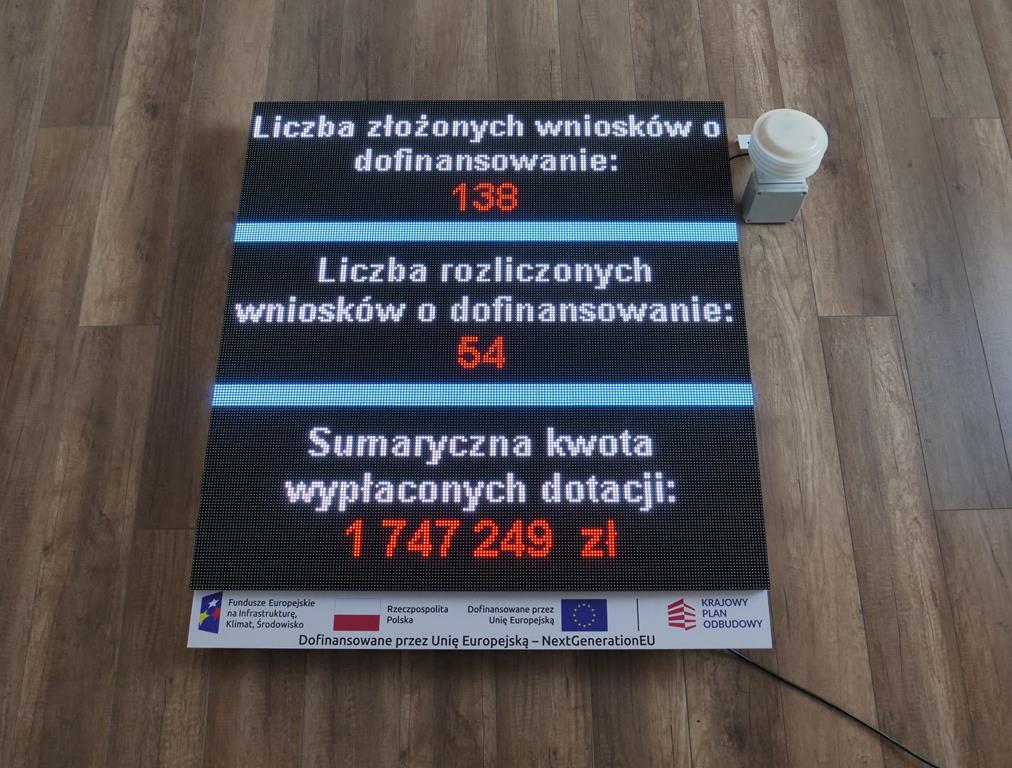 Liczba złożonych wniosków o
dofinansowanie:
138
Liczba rozliczonych
wniosków o dofinansowanie:
54
Sumaryczna kwota
wypłaconych dotacji:
1 747 249 zł
Fundusze Europejskie
na Infrastrukturę,
Klimat, Środowisko
Rzeczpospolita
Polska
Dofinansowane przez
Unię Europejską
KRAJOWY
PLAN
ODBUDOWY
Dofinansowane przez Unię Europejską – NextGenerationEU